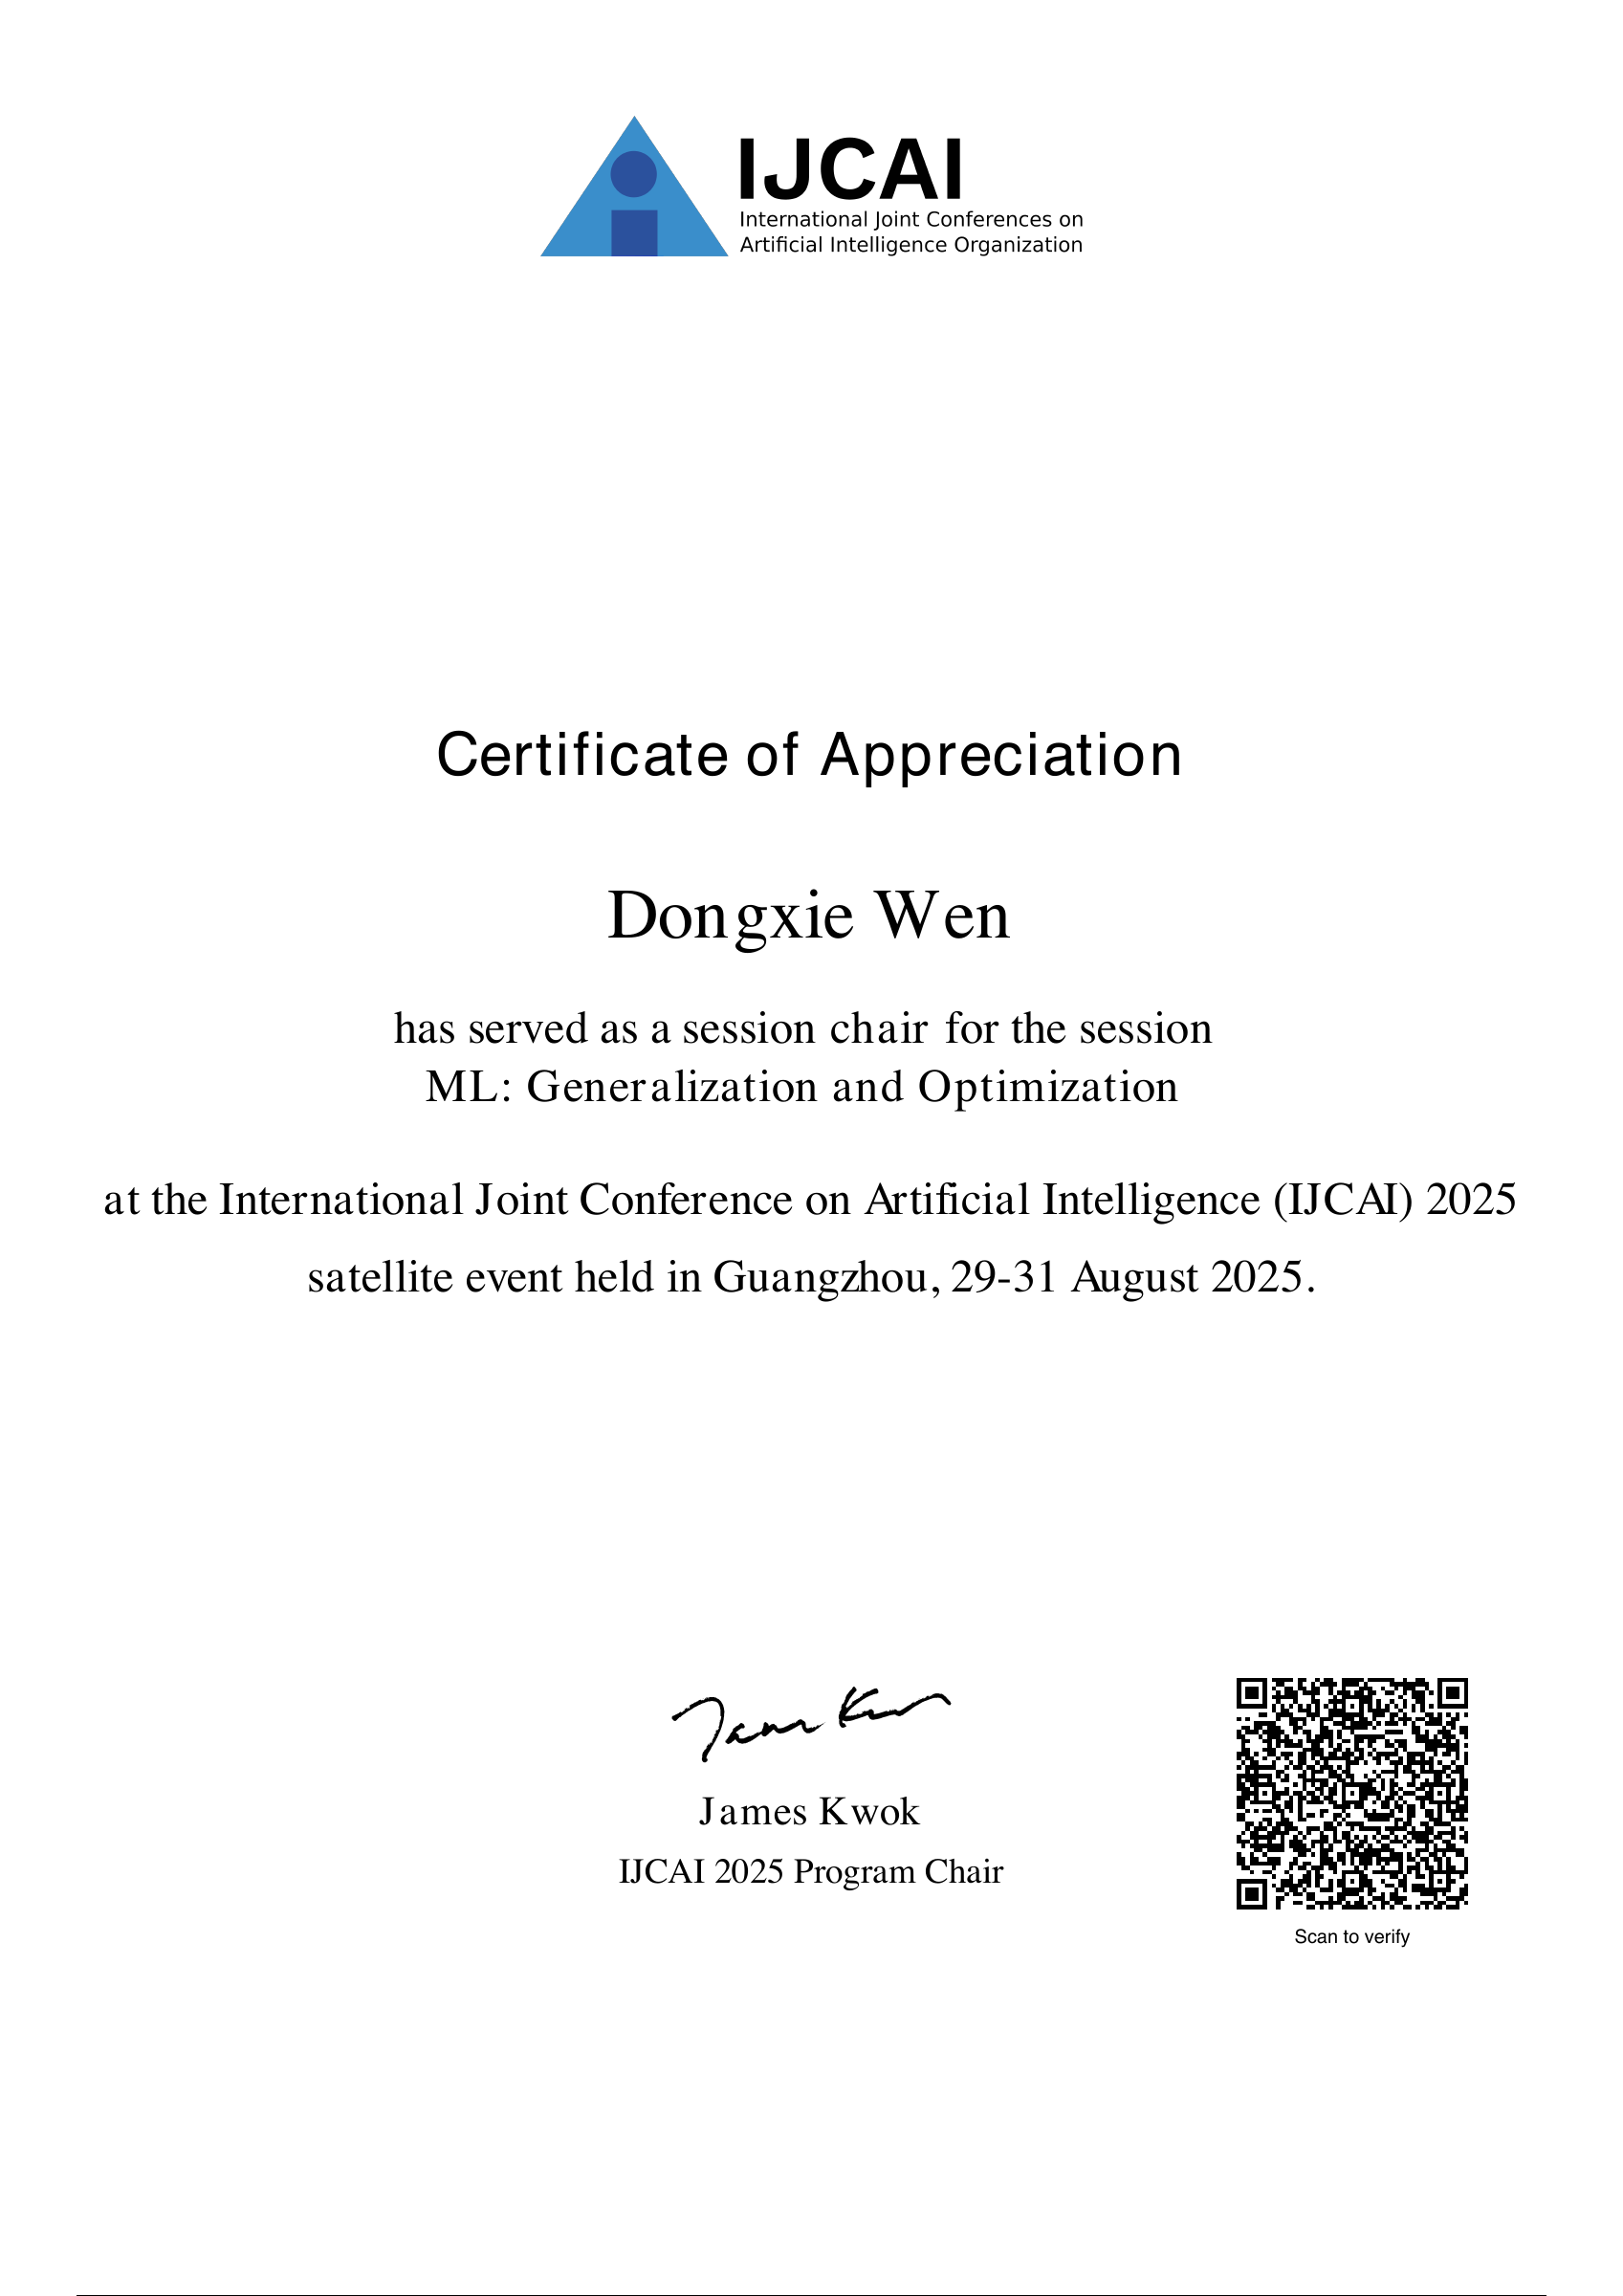 IJCAI
International Joint Conferences on
Artificial Intelligence Organization
Certificate of Appreciation
Dongxie Wen
has served as a session chair for the session
ML: Generalization and Optimization
at the International Joint Conference on Artificial Intelligence (IJCAI) 2025
satellite event held in Guangzhou, 29-31 August 2025.
James Kwok
IJCAI 2025 Program Chair
Scan to verify